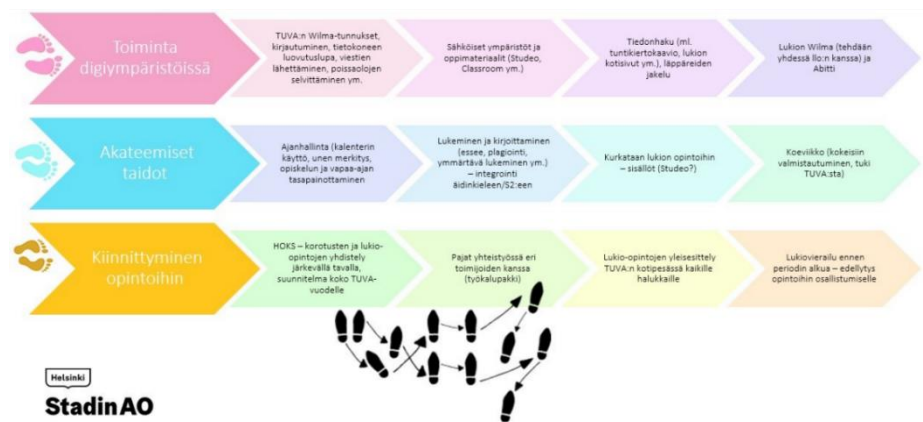 Toiminta
digiympäristöissä
TUVA:n Wilma-tunnukset,
kirjautuminen, tietokoneen
luovutuslupa, viestien
lähettäminen, poissaolojen
selvittäminen ym.
Sähköiset ympäristöt ja
oppimateriaalit (Studeo,
Classroom ym.)
Tiedonhaku (ml.
tuntikiertokaavio, lukion
kotisivut ym.), läppäreiden
jakelu
Lukion Wilma (tehdään
yhdessä llo:n kanssa) ja
Abitti
Akateemiset
taidot
Ajanhallinta (kalenterin
käyttö, unen merkitys,
opiskelun ja vapaa-ajan
tasapainottaminen
Lukeminen ja kirjoittaminen
(essee, plagiointi,
ymmärtävä lukeminen ym.)
– integrointi
äidinkieleen/S2:een
Kurkataan lukion opintoihin
– sisällöt (Studeo?)
Koeviikko (kokeisiin
valmistautuminen, tuki
TUVA:sta)
Kiinnittyminen
opintoihin
HOKS – korotusten ja lukio-
opintojen yhdistely
järkevällä tavalla,
suunnitelma koko TUVA-
vuodelle
Pajat yhteistyössä eri
toimijoiden kanssa
(työkalupakki)
Lukio-opintojen yleisesittely
TUVA:n kotipesässä kaikille
halukkaille
Lukiovierailu ennen
periodin alkua – edellytys
opintoihin osallistumiselle
Helsinki
StadinAO